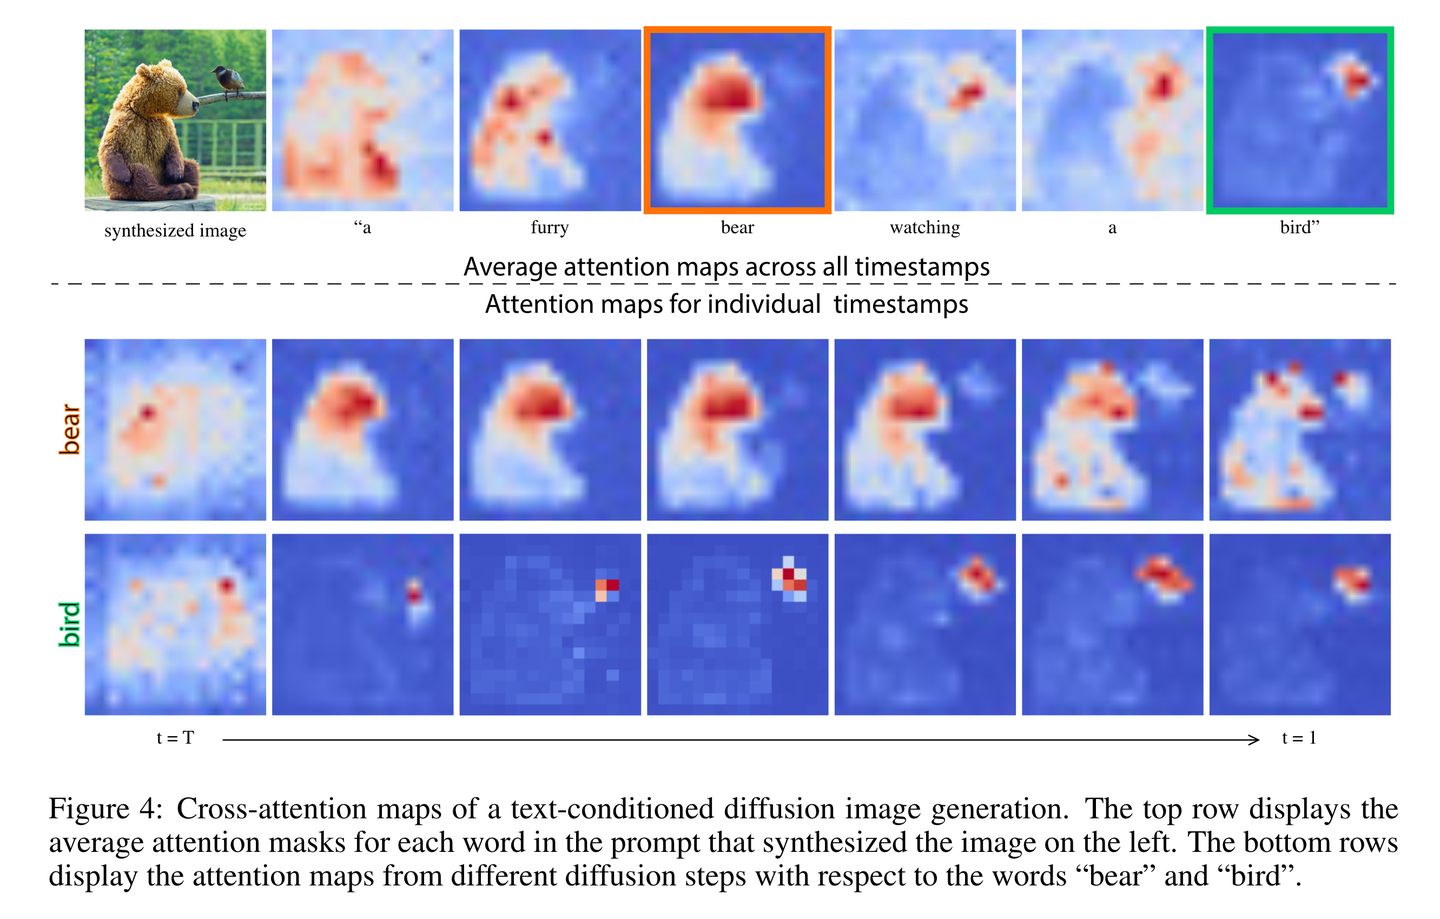 synthesized image
“a
furry
bear
watching
a
bird”
Average attention maps across all timestamps
Attention maps for individual timestamps
bear
bird
t = T
t = 1
Figure 4: Cross-attention maps of a text-conditioned diffusion image generation. The top row displays the
average attention masks for each word in the prompt that synthesized the image on the left. The bottom rows
display the attention maps from different diffusion steps with respect to the words “bear” and “bird”.